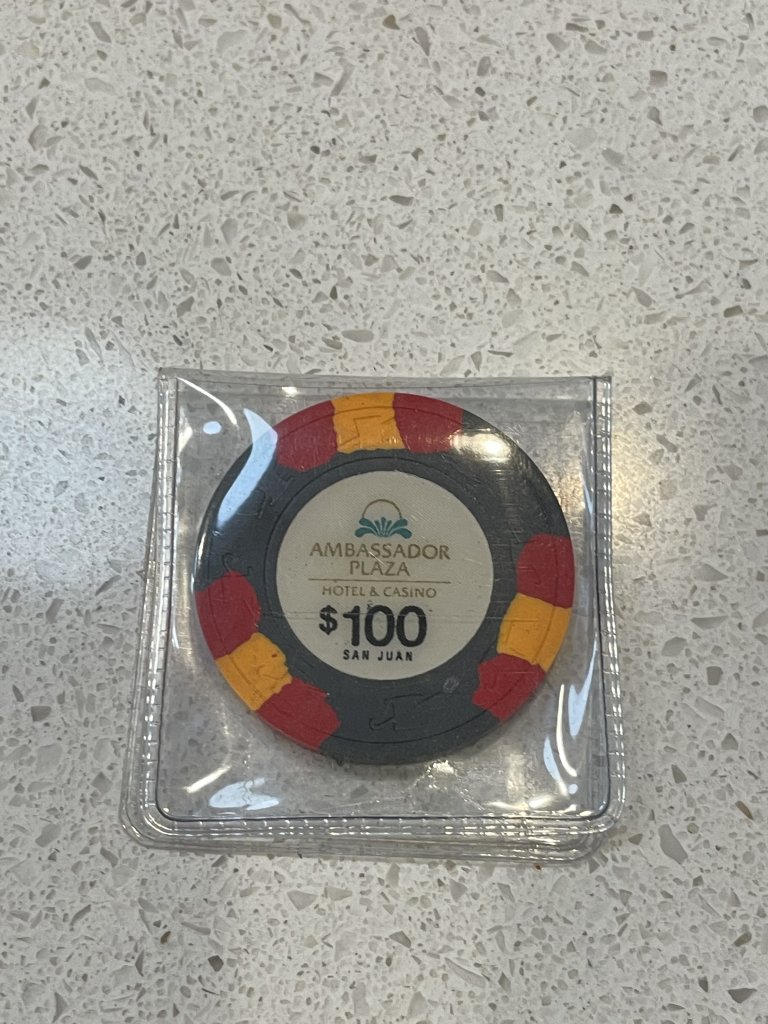 AMBASSADOR
PLAZA
HOTEL & CASINO
$100
SAN JUAN